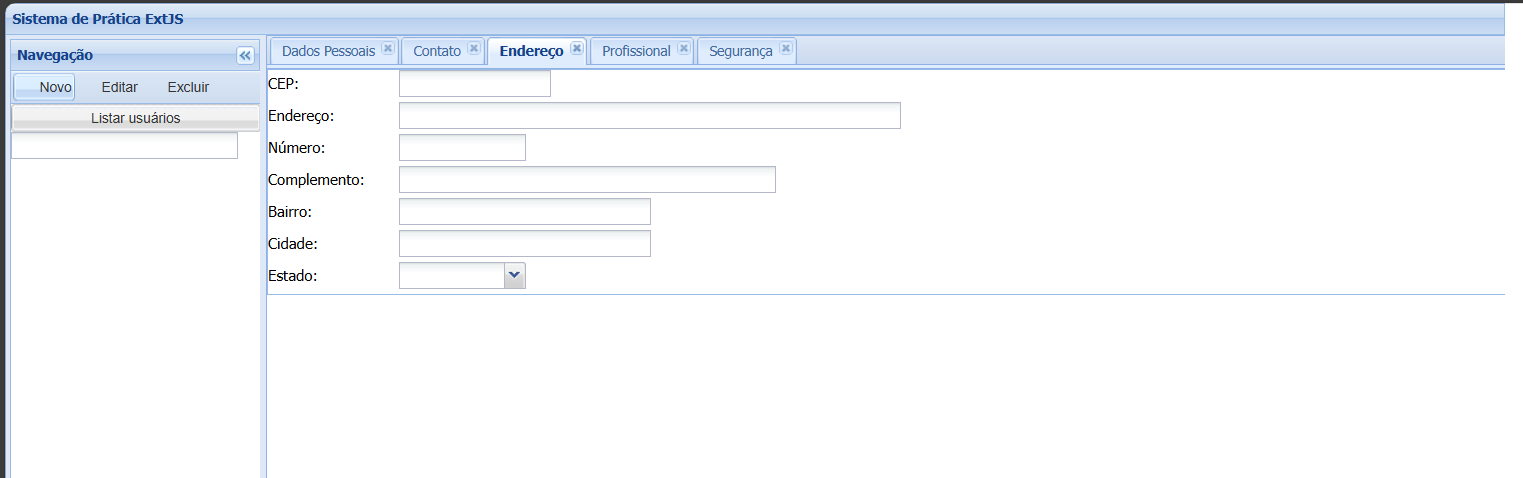 Sistema de Prática ExtJS
Navegação
Dados Pessoais Contato Endereço Profissional Segurança
Novo Editar Excluir
Listar usuários
CEP:
Endereço:
Número:
Complemento:
Bairro:
Cidade:
Estado: